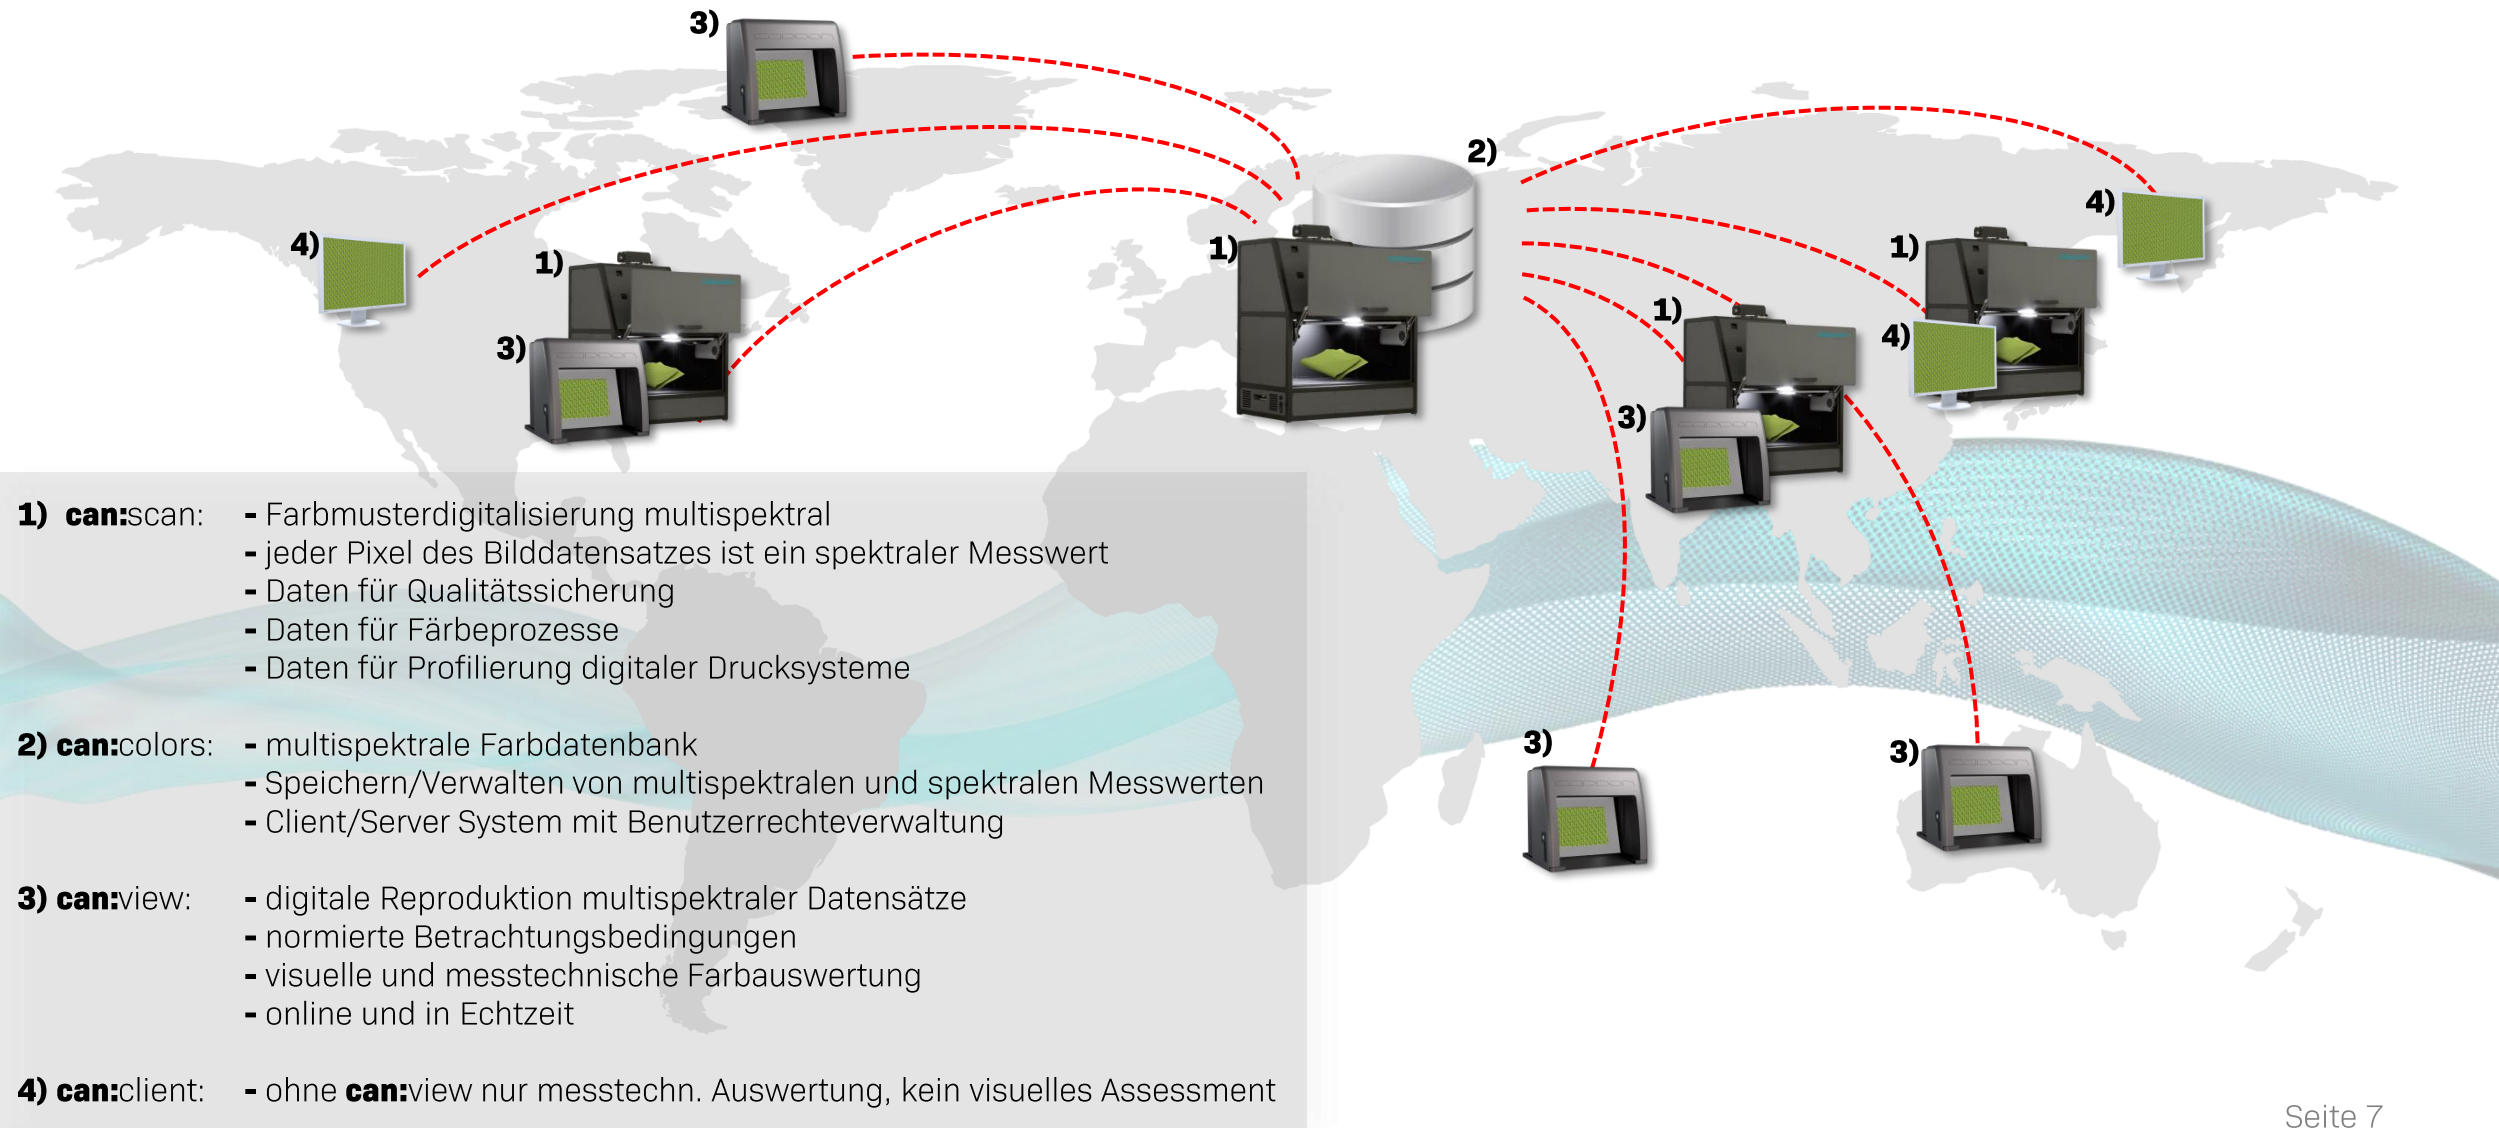 3)
2)
4)
4)
1)
1)
1)
1)
3)
4)
3)
1) can:scan: - Farbmusterdigitalisierung multispektral
- jeder Pixel des Bilddatensatzes ist ein spektraler Messwert
- Daten für Qualitätssicherung
- Daten für Färbeprozesse
- Daten für Profilierung digitaler Drucksysteme
2) can:colors: - multispektrale Farbdatenbank
- Speichern/Verwalten von multispektralen und spektralen Messwerten
- Client/Server System mit Benutzerrechteverwaltung
3)
3)
3) can:view: - digitale Reproduktion multispektraler Datensätze
- normierte Betrachtungsbedingungen
- visuelle und messtechnische Farbauswertung
- online und in Echtzeit
4) can:client: - ohne can:view nur messtechn. Auswertung, kein visuelles Assessment
Seite 7